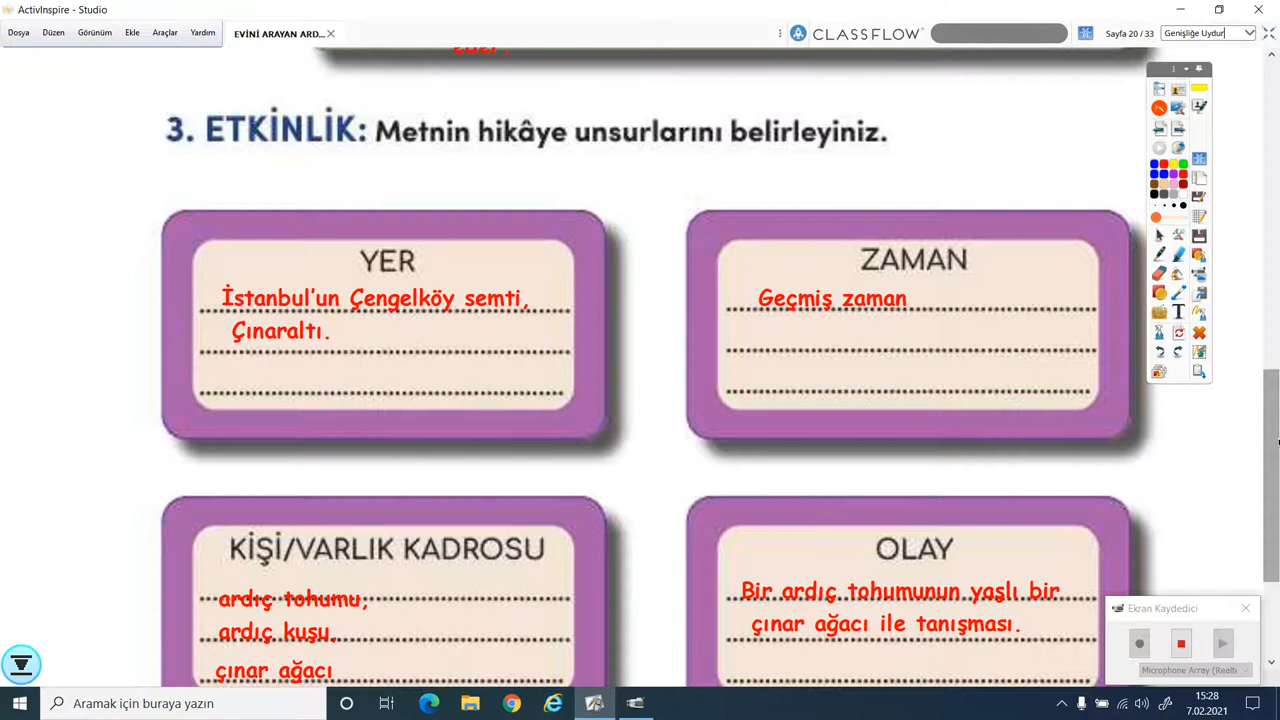 ActivInspire - Studio
Dosya Düzen Görünüm Ekle Araçlar Yardım
EVİNİ ARAYAN ARD...
CLASSFLOW
Sayfa 20 / 33
Genişliğe Uydur
eder.
3. ETKİNLİK: Metnin hikâye unsurlarını belirleyiniz.
YER
İstanbul'un Çengelköy semti,
Çınaraltı.
ZAMAN
Geçmiş zaman
KİŞİ/VARLIK KADROSU
ardıç tohumu,
ardıç kuşu,
çınar ağacı
OLAY
Bir ardıç tohumunun yaşlı bir
çınar ağacı ile tanışması.
Ekran Kaydedici
Microphone Array (Realt
Aramak için buraya yazın
15:28
7.02.2021